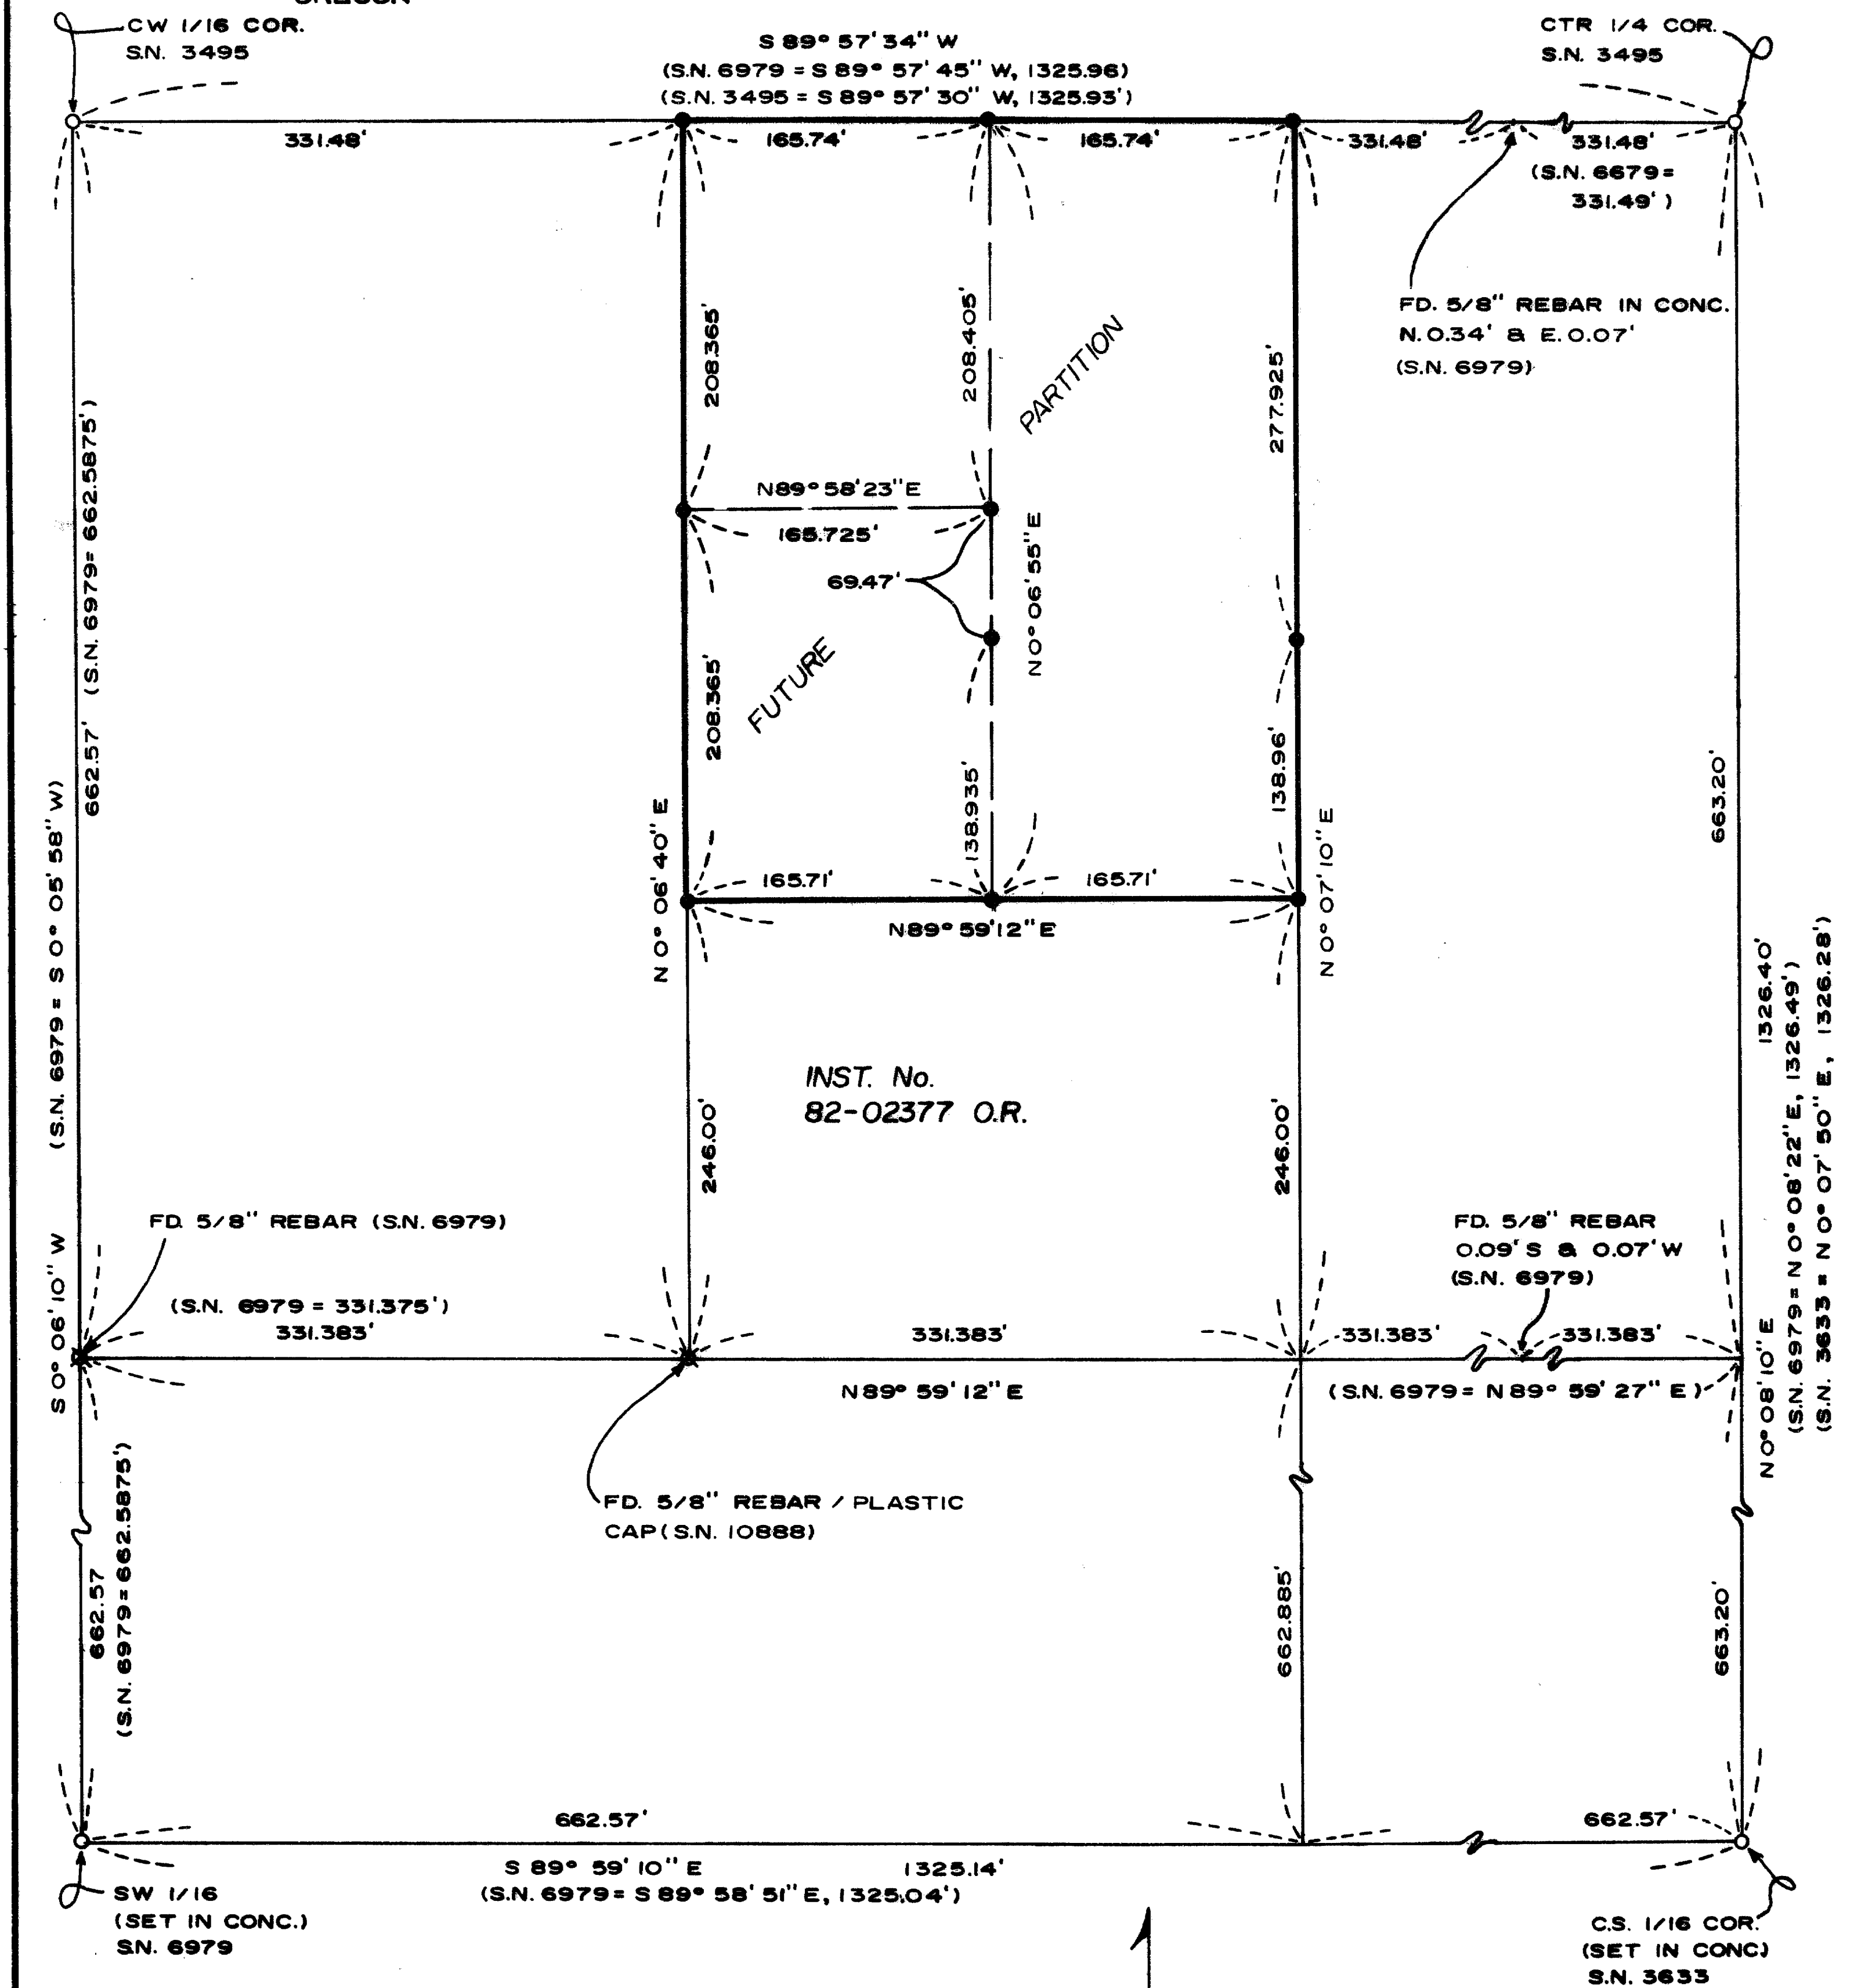 CW 1/16 COR.
S.N. 3495
S 89° 57' 34" W
(S.N. 6979 = S 89° 57' 45" W, 1325.96)
(S.N. 3495 = S 89° 57' 30" W, 1325.93')
CTR 1/4 COR.
S.N. 3495
331.48'
165.74'
165.74'
331.48'
331.48'
(S.N. 6679 =
331.49')
FD. 5/8" REBAR IN CONC.
N. 0.34' & E. 0.07'
(S.N. 6979)
208.365'
208.405'
PARTITION
277.925'
N89° 58' 23" E
165.725'
69.47'
N 0° 06' 55" E
FUTURE
208.365'
138.935'
138.96'
662.57' (S.N. 6979 = 662.5875')
663.20'
N 0° 06' 40" E
165.71'
165.71'
N 0° 07' 10" E
N 89° 59' 12" E
INST. No.
82-02377 O.R.
246.00'
246.00'
S 0° 06' 10" W
(S.N. 6979 = S 0° 05' 58" W)
1326.40'
N 0° 08' 10" E
(S.N. 6979 = N 0° 08' 22" E, 1326.49')
(S.N. 3633 = N 0° 07' 50" E, 1326.28')
FD. 5/8" REBAR (S.N. 6979)
(S.N. 6979 = 331.375')
331.383'
331.383'
FD. 5/8" REBAR
0.09' S & 0.07' W
(S.N. 6979)
331.383'
331.383'
N 89° 59' 12" E
(S.N. 6979 = N 89° 59' 27" E)
FD. 5/8" REBAR / PLASTIC
CAP (S.N. 10888)
662.57
(S.N. 6979 = 662.5875')
662.885'
663.20'
662.57'
662.57'
S 89° 59' 10" E 1325.14'
(S.N. 6979 = S 89° 58' 51" E, 1325.04')
SW 1/16
(SET IN CONC.)
S.N. 6979
C.S. 1/16 COR.
(SET IN CONC)
S.N. 3633